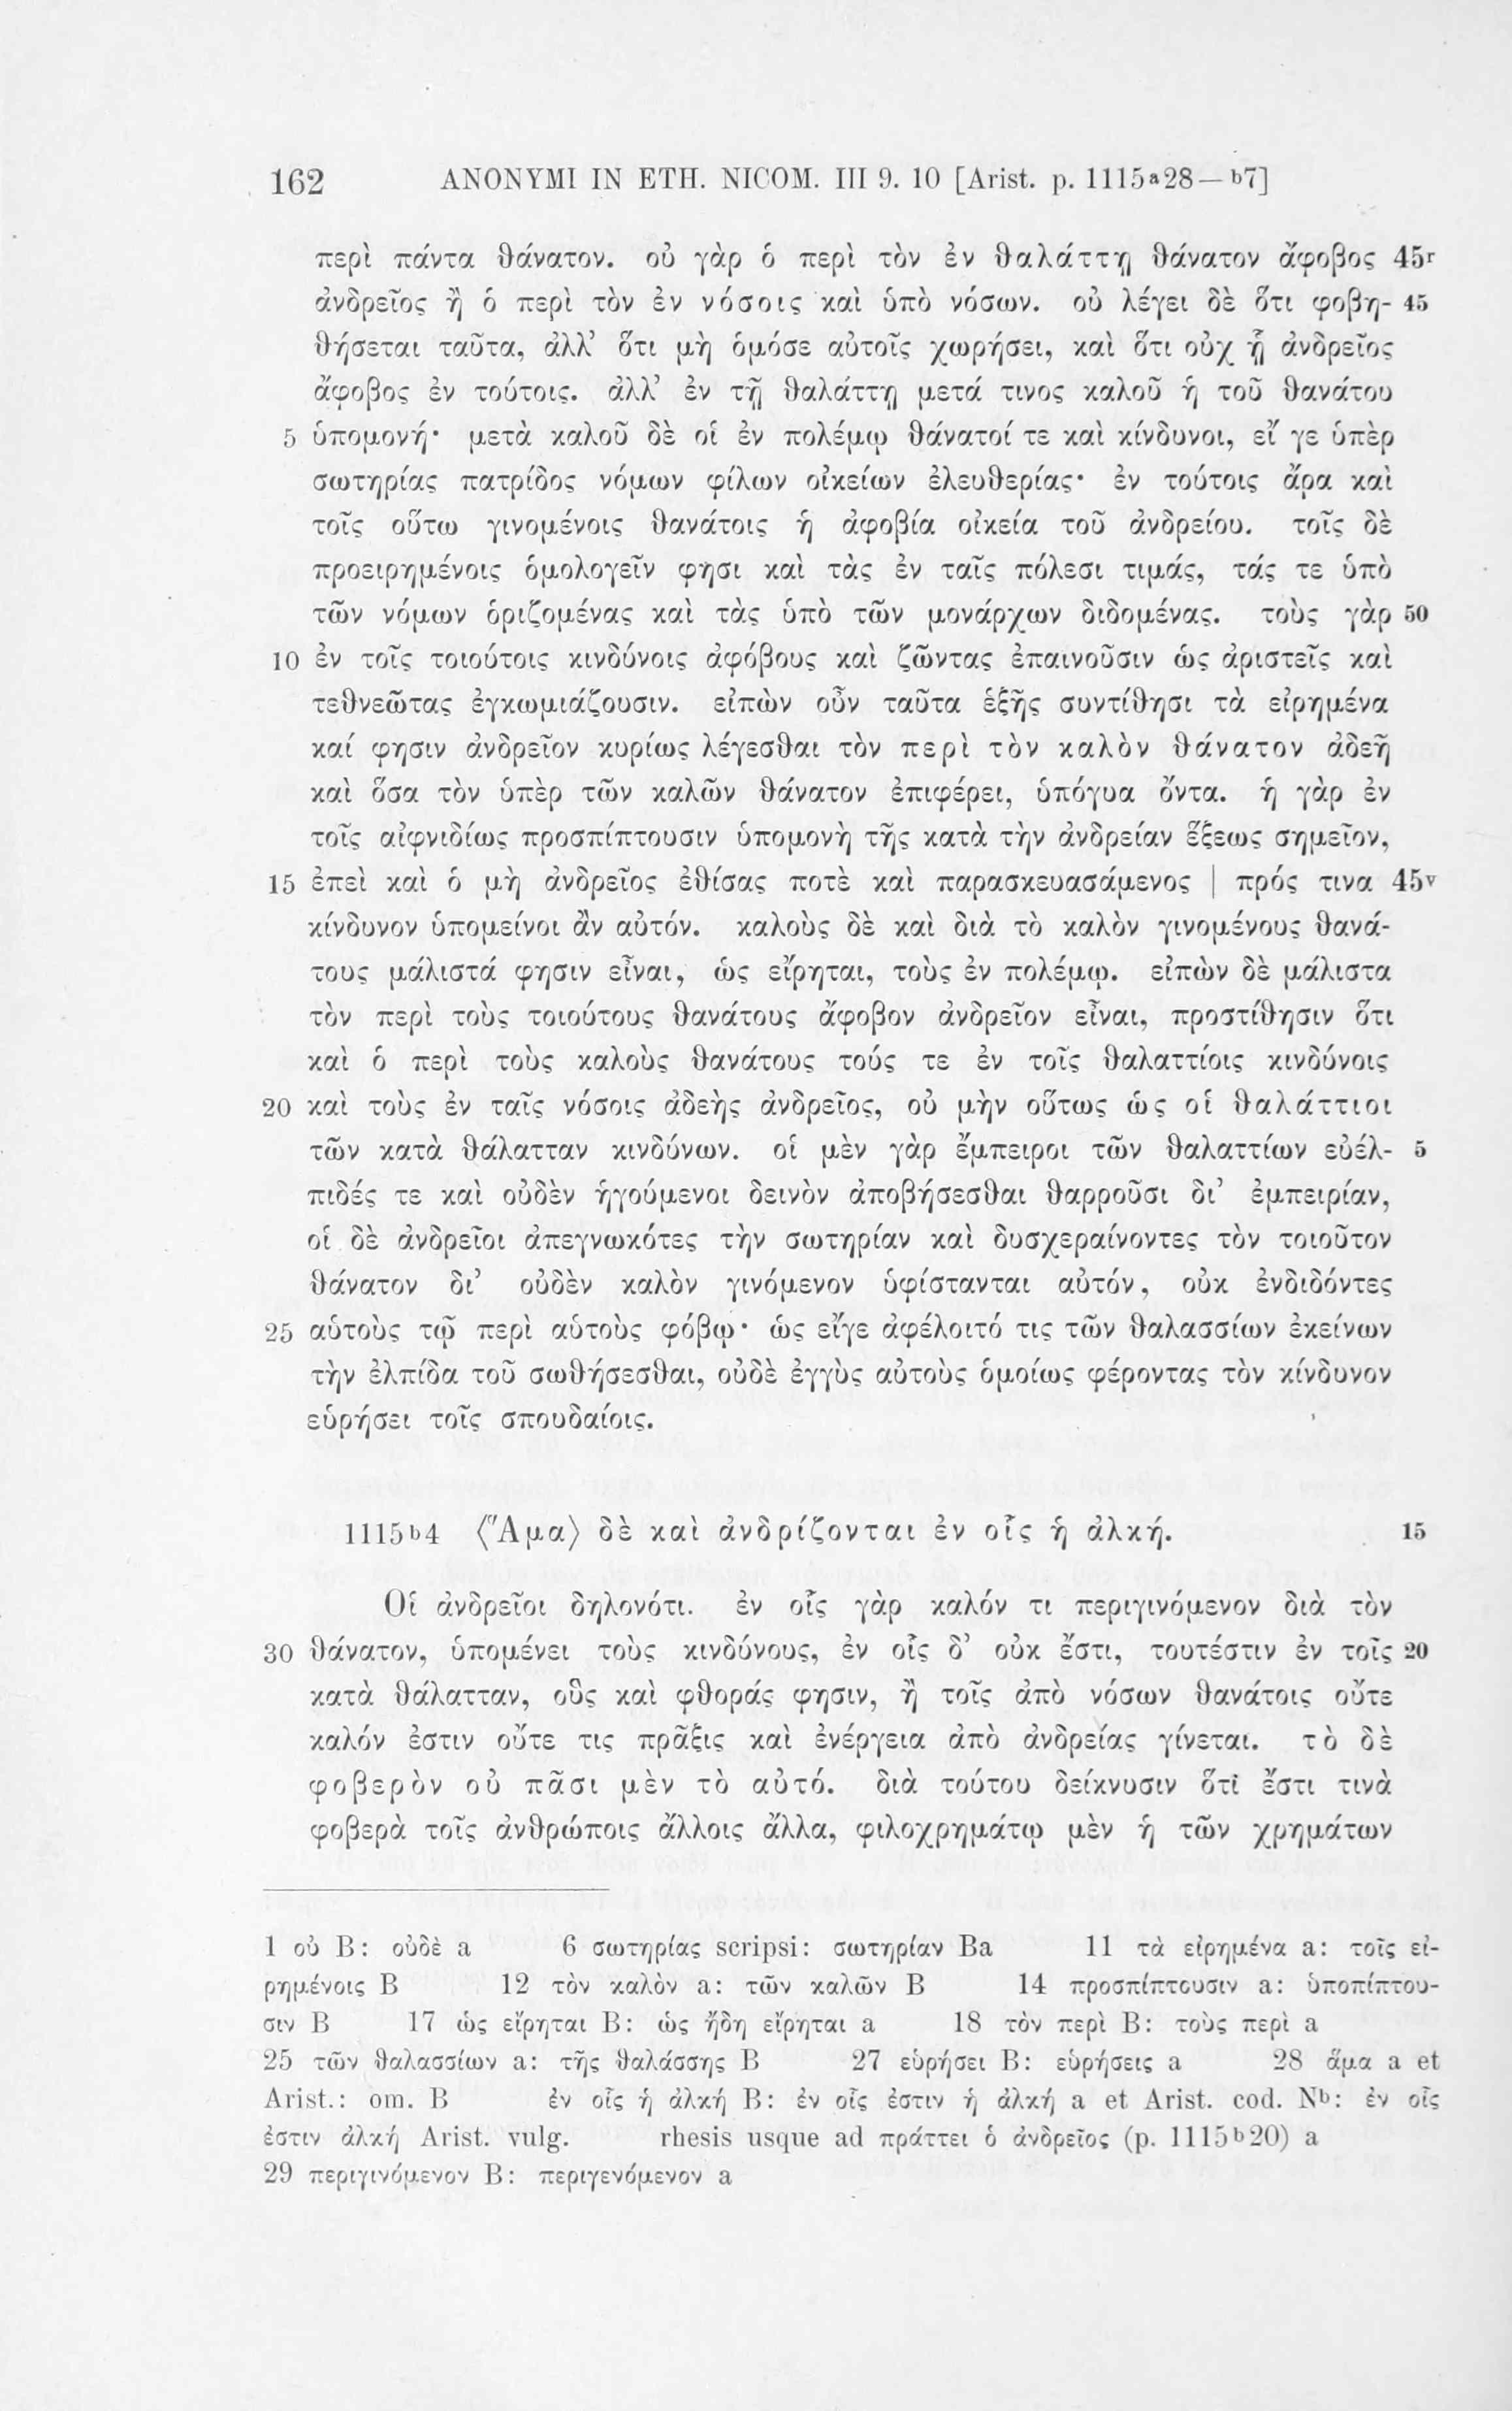 162 ANONYMI IN ETH. NICOM. III 9. 10 [Arist. p. 1115a28—b7]
περὶ πάντα θάνατον. οὐ γὰρ ὁ περὶ τὸν ἐν θαλάττῃ θάνατον ἄφοβος 45r
ἀνδρεῖος ἢ ὁ περὶ τὸν ἐν νόσοις καὶ ὑπὸ νόσων. οὐ λέγει δὲ ὅτι φοβη- 45
θήσεται ταῦτα, ἀλλ’ ὅτι μὴ ὁμόσε αὐτοῖς χωρήσει, καὶ ὅτι οὐχ ᾗ ἀνδρεῖος
ἄφοβος ἐν τούτοις. ἀλλ’ ἐν τῇ θαλάττῃ μετά τινος καλοῦ ἡ τοῦ θανάτου
5 ὑπομονή· μετὰ καλοῦ δὲ οἱ ἐν πολέμῳ θάνατοί τε καὶ κίνδυνοι, εἴ γε ὑπὲρ
σωτηρίας πατρίδος νόμων φίλων οἰκείων ἐλευθερίας· ἐν τούτοις ἄρα καὶ
τοῖς οὕτω γινομένοις θανάτοις ἡ ἀφοβία οἰκεία τοῦ ἀνδρείου. τοῖς δὲ
προειρημένοις ὁμολογεῖν φησι καὶ τὰς ἐν ταῖς πόλεσι τιμάς, τάς τε ὑπὸ
τῶν νόμων ὁριζομένας καὶ τὰς ὑπὸ τῶν μονάρχων διδομένας. τοὺς γὰρ 50
10 ἐν τοῖς τοιούτοις κινδύνοις ἀφόβους καὶ ζῶντας ἐπαινοῦσιν ὡς ἀριστεῖς καὶ
τεθνεῶτας ἐγκωμιάζουσιν. εἰπὼν οὖν ταῦτα ἑξῆς συντίθησι τὰ εἰρημένα
καί φησιν ἀνδρεῖον κυρίως λέγεσθαι τὸν περὶ τὸν καλὸν θάνατον ἀδεῆ
καὶ ὅσα τὸν ὑπὲρ τῶν καλῶν θάνατον ἐπιφέρει, ὑπόγυα ὄντα. ἡ γὰρ ἐν
τοῖς αἰφνιδίως προσπίπτουσιν ὑπομονὴ τῆς κατὰ τὴν ἀνδρείαν ἕξεως σημεῖον,
15 ἐπεὶ καὶ ὁ μὴ ἀνδρεῖος ἐθίσας ποτὲ καὶ παρασκευασάμενος | πρός τινα 45v
κίνδυνον ὑπομείνοι ἂν αὐτόν. καλοὺς δὲ καὶ διὰ τὸ καλὸν γινομένους θανά-
τους μάλιστά φησιν εἶναι, ὡς εἴρηται, τοὺς ἐν πολέμῳ. εἰπὼν δὲ μάλιστα
τὸν περὶ τοὺς τοιούτους θανάτους ἄφοβον ἀνδρεῖον εἶναι, προστίθησιν ὅτι
καὶ ὁ περὶ τοὺς καλοὺς θανάτους τούς τε ἐν τοῖς θαλαττίοις κινδύνοις
20 καὶ τοὺς ἐν ταῖς νόσοις ἀδεὴς ἀνδρεῖος, οὐ μὴν οὕτως ὡς οἱ θαλάττιοι
τῶν κατὰ θάλατταν κινδύνων. οἱ μὲν γὰρ ἔμπειροι τῶν θαλαττίων εὐέλ- 5
πιδές τε καὶ οὐδὲν ἡγούμενοι δεινὸν ἀποβήσεσθαι θαρροῦσι δι’ ἐμπειρίαν,
οἱ δὲ ἀνδρεῖοι ἀπεγνωκότες τὴν σωτηρίαν καὶ δυσχεραίνοντες τὸν τοιοῦτον
θάνατον δι’ οὐδὲν καλὸν γινόμενον ὑφίστανται αὐτόν, οὐκ ἐνδιδόντες
25 αὑτοὺς τῷ περὶ αὑτοὺς φόβῳ· ὡς εἴγε ἀφέλοιτό τις τῶν θαλασσίων ἐκείνων
τὴν ἐλπίδα τοῦ σωθήσεσθαι, οὐδὲ ἐγγὺς αὐτοὺς ὁμοίως φέροντας τὸν κίνδυνον
εὑρήσει τοῖς σπουδαίοις.
1115b4 ⟨Ἅμα⟩ δὲ καὶ ἀνδρίζονται ἐν οἷς ἡ ἀλκή. 15
Οἱ ἀνδρεῖοι δηλονότι. ἐν οἷς γὰρ καλόν τι περιγινόμενον διὰ τὸν
30 θάνατον, ὑπομένει τοὺς κινδύνους, ἐν οἷς δ’ οὐκ ἔστι, τουτέστιν ἐν τοῖς 20
κατὰ θάλατταν, οὓς καὶ φθοράς φησιν, ἢ τοῖς ἀπὸ νόσων θανάτοις οὔτε
καλόν ἐστιν οὔτε τις πρᾶξις καὶ ἐνέργεια ἀπὸ ἀνδρείας γίνεται. τὸ δὲ
φοβερὸν οὐ πᾶσι μὲν τὸ αὐτό. διὰ τούτου δείκνυσιν ὅτι ἔστι τινὰ
φοβερὰ τοῖς ἀνθρώποις ἄλλοις ἄλλα, φιλοχρημάτῳ μὲν ἡ τῶν χρημάτων
1 οὐ B: οὐδὲ a 6 σωτηρίας scripsi: σωτηρίαν Ba 11 τὰ εἰρημένα a: τοῖς εἰ-
ρημένοις B 12 τὸν καλὸν a: τῶν καλῶν B 14 προσπίπτουσιν a: ὑποπίπτου-
σιν B 17 ὡς εἴρηται B: ὡς ἤδη εἴρηται a 18 τὸν περὶ B: τοὺς περὶ a
25 τῶν θαλασσίων a: τῆς θαλάσσης B 27 εὑρήσει B: εὑρήσεις a 28 ἅμα a et
Arist.: om. B ἐν οἷς ἡ ἀλκή B: ἐν οἷς ἐστιν ἡ ἀλκή a et Arist. cod. Nb: ἐν οἷς
ἐστιν ἀλκή Arist. vulg. rhesis usque ad πράττει ὁ ἀνδρεῖος (p. 1115b20) a
29 περιγινόμενον B: περιγενόμενον a